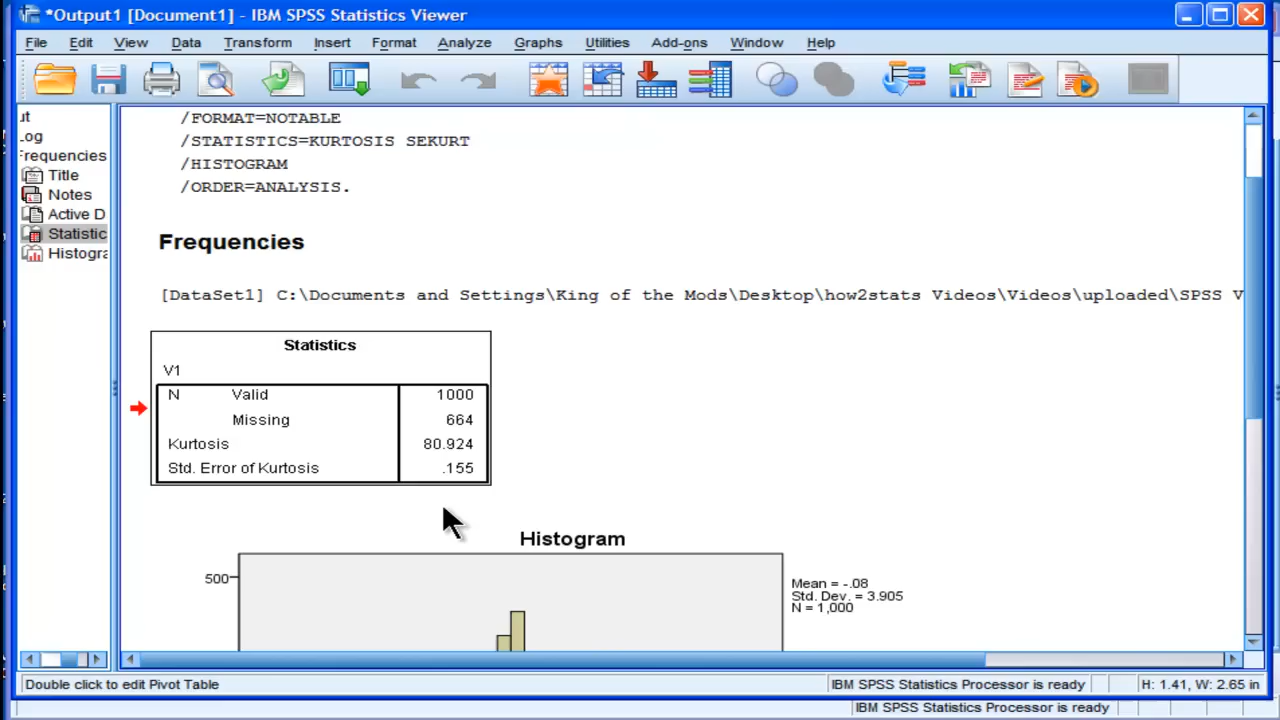 *Output1 [Document1] - IBM SPSS Statistics Viewer
File Edit View Data Transform Insert Format Analyze Graphs Utilities Add-ons Window Help
ut
Log
Frequencies
Title
Notes
Active D
Statistic
Histogra
/FORMAT=NOTABLE
/STATISTICS=KURTOSIS SEKURT
/HISTOGRAM
/ORDER=ANALYSIS.
Frequencies
[DataSet1] C:\Documents and Settings\King of the Mods\Desktop\how2stats Videos\Videos\uploaded\SPSS V
Statistics
V1
N Valid 1000
Missing 664
Kurtosis 80.924
Std. Error of Kurtosis .155
Histogram
500
Mean = -.08
Std. Dev. = 3.905
N = 1,000
Double click to edit Pivot Table
IBM SPSS Statistics Processor is ready
H: 1.41, W: 2.65 in
IBM SPSS Statistics Processor is ready